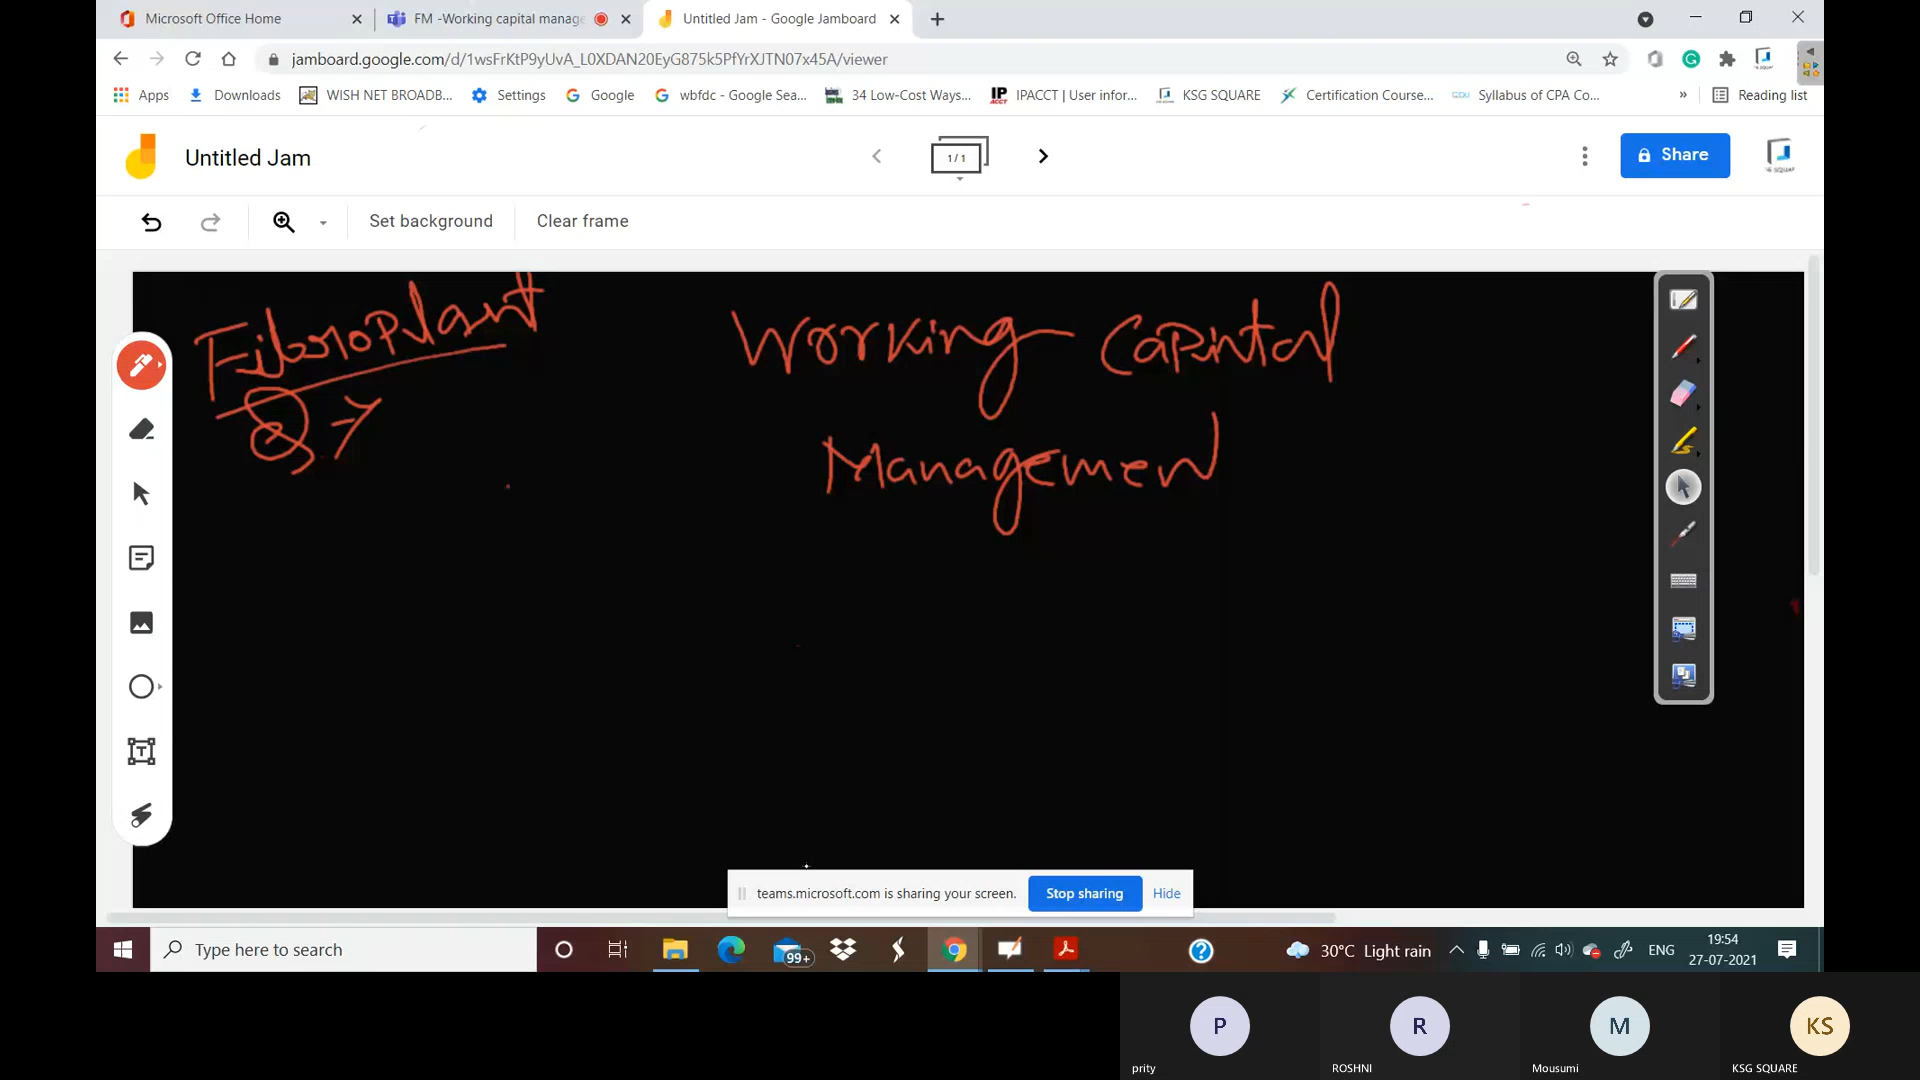 Microsoft Office Home
FM -Working capital manage
Untitled Jam - Google Jamboard
jamboard.google.com/d/1wsFrKtP9yUvA_L0XDAN20EyG875k5PfYrXJTN07x45A/viewer
Apps
Downloads
WISH NET BROADB...
Settings
Google
wbfdc - Google Sea...
34 Low-Cost Ways...
IPACCT | User infor...
KSG SQUARE
Certification Course...
Syllabus of CPA Co...
»
Reading list
Untitled Jam
1 / 1
Share
Set background
Clear frame
Fibroplant
Q. 7
Working Capital
Management
teams.microsoft.com is sharing your screen.
Stop sharing
Hide
Type here to search
99+
30°C Light rain
ENG
19:54
27-07-2021
P
R
M
KS
prity
ROSHNI
Mousumi
KSG SQUARE